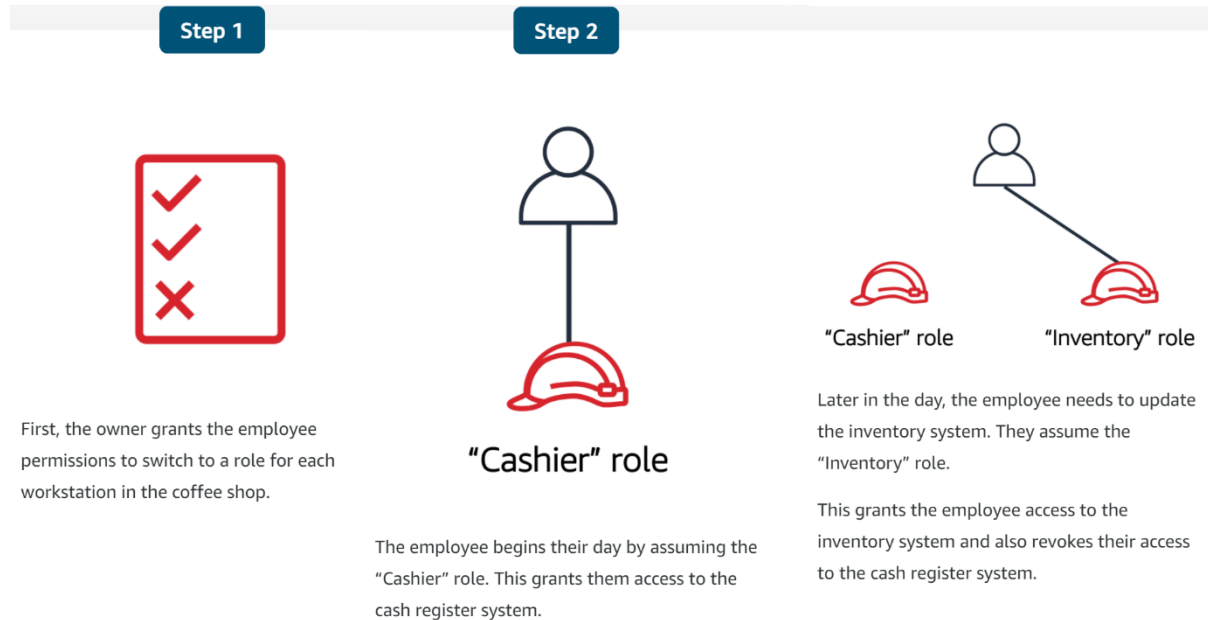 Step 1
First, the owner grants the employee
permissions to switch to a role for each
workstation in the coffee shop.
Step 2
“Cashier” role
The employee begins their day by assuming the
“Cashier” role. This grants them access to the
cash register system.
“Cashier” role
“Inventory” role
Later in the day, the employee needs to update
the inventory system. They assume the
“Inventory” role.
This grants the employee access to the
inventory system and also revokes their access
to the cash register system.